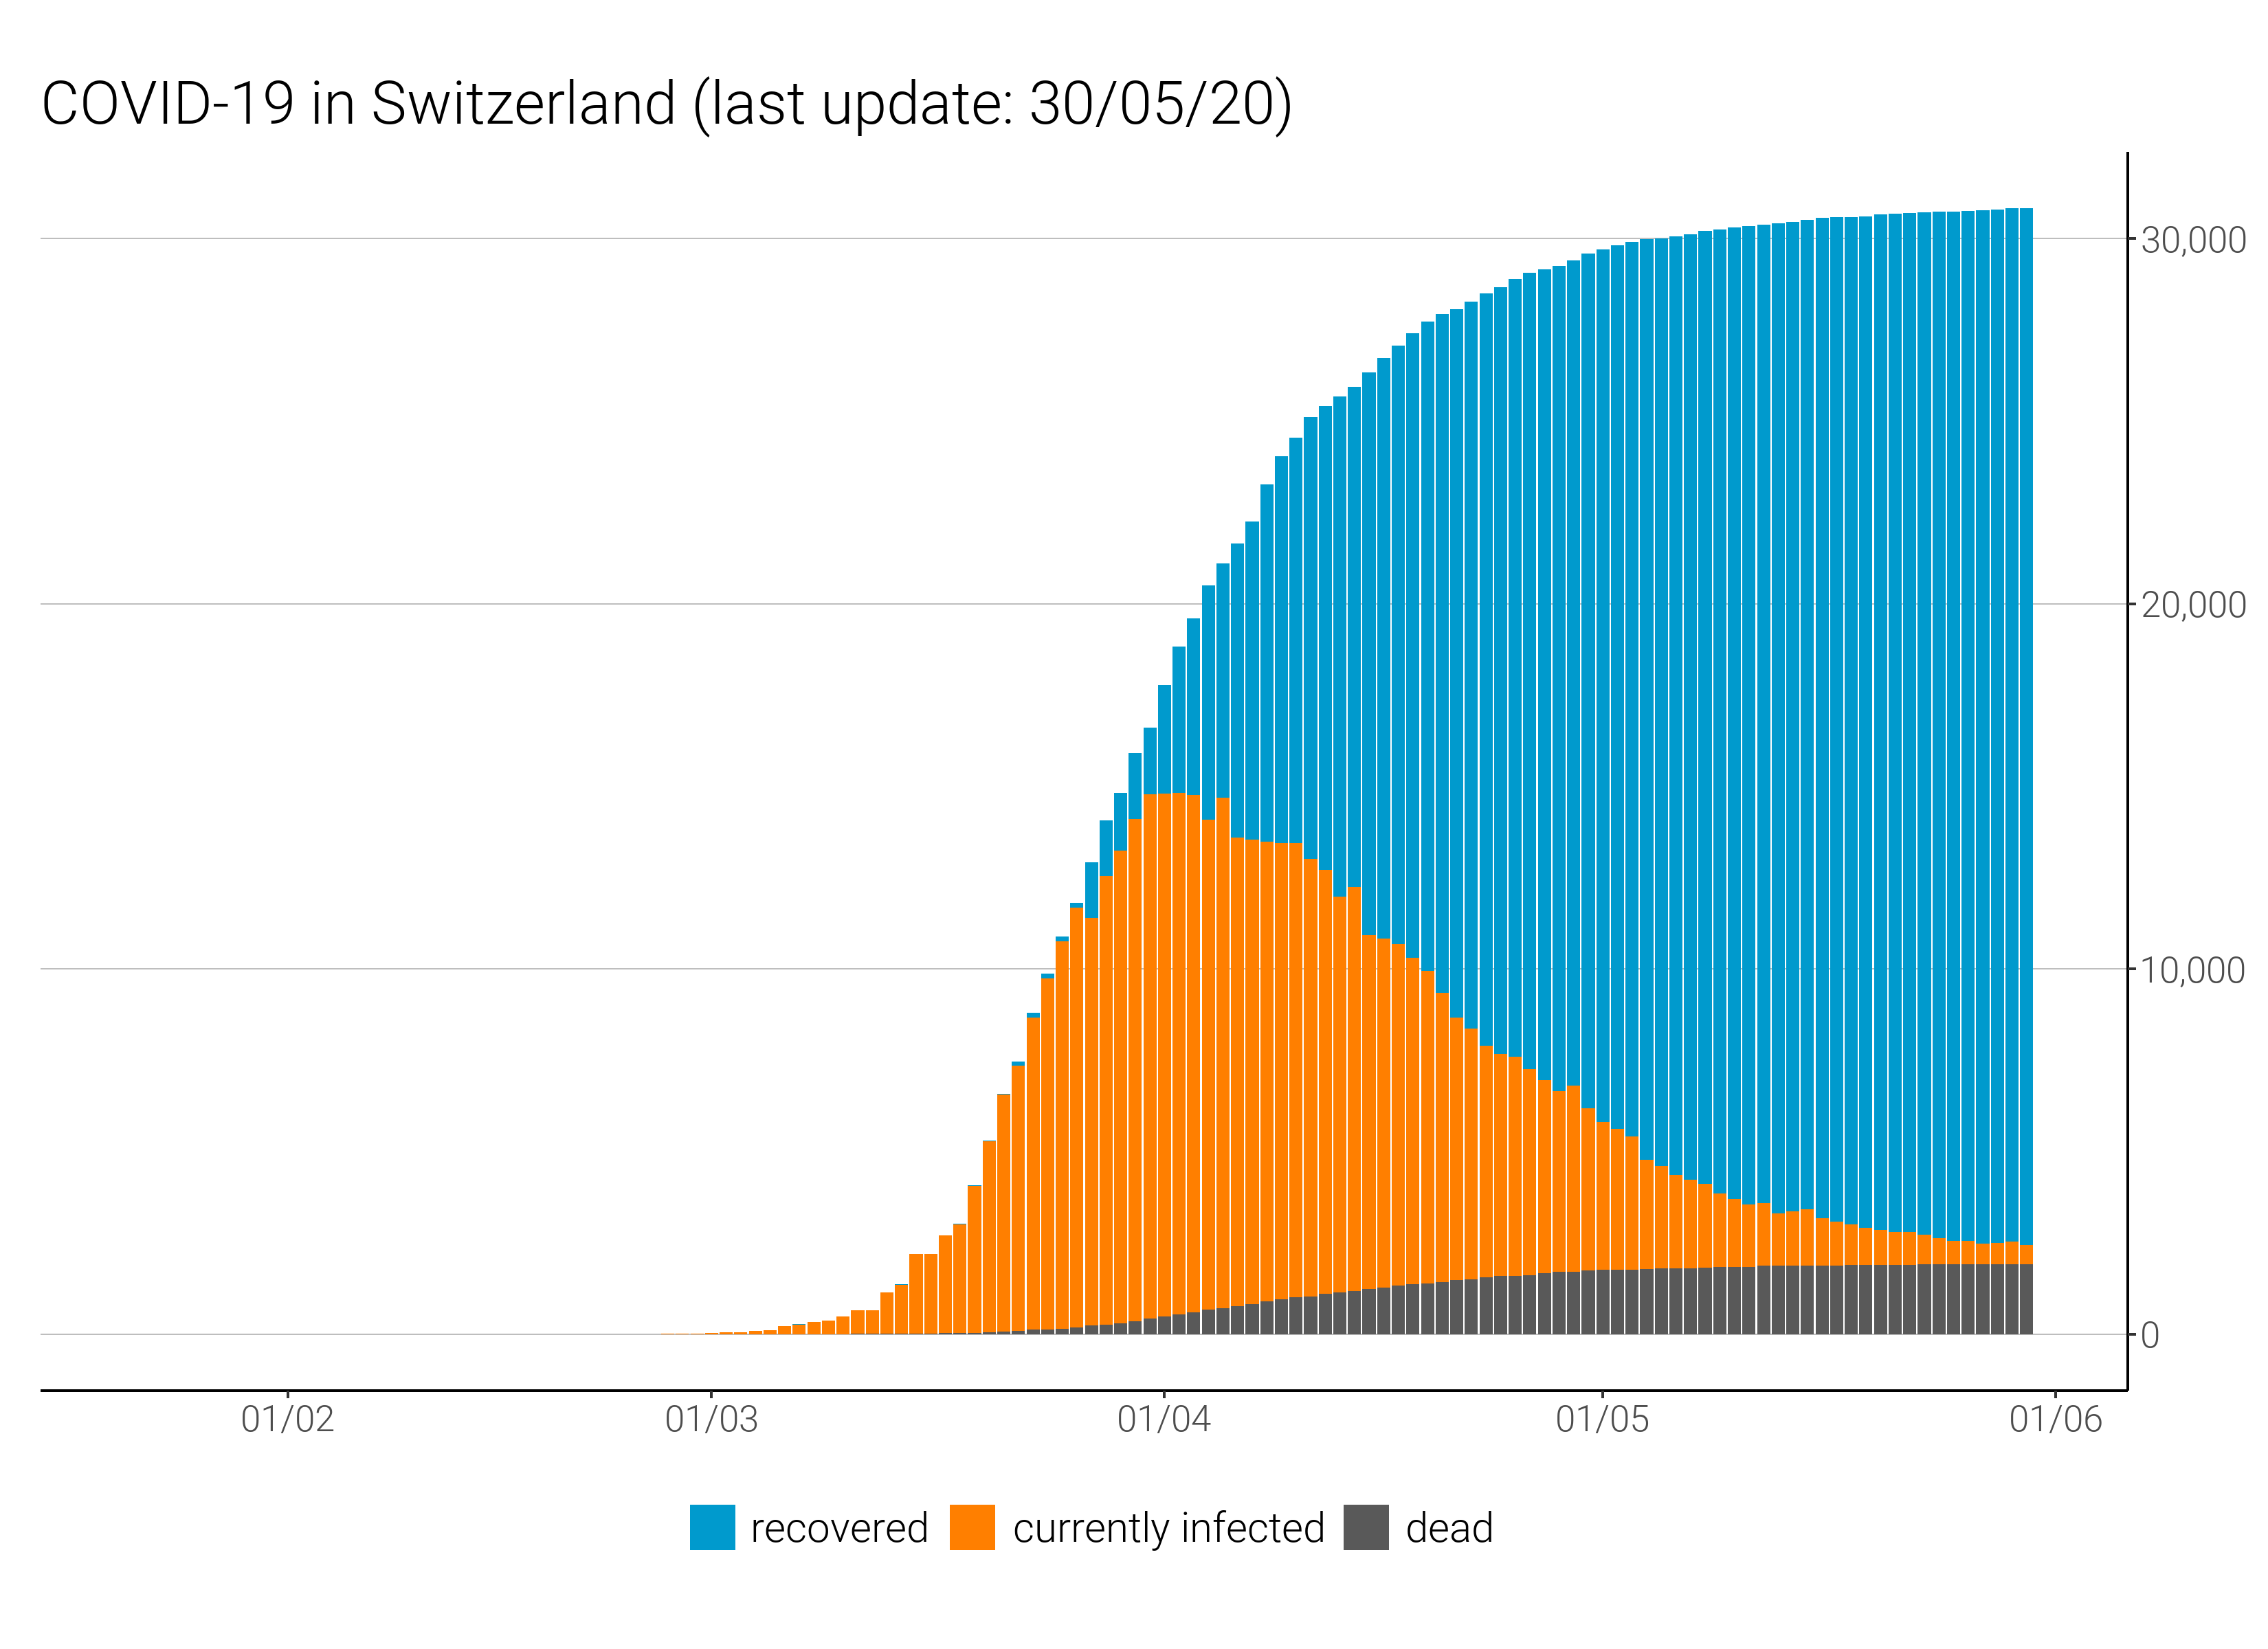 COVID-19 in Switzerland (last update: 30/05/20)
30,000
20,000
10,000
0
01/02 01/03 01/04 01/05 01/06
recovered currently infected dead